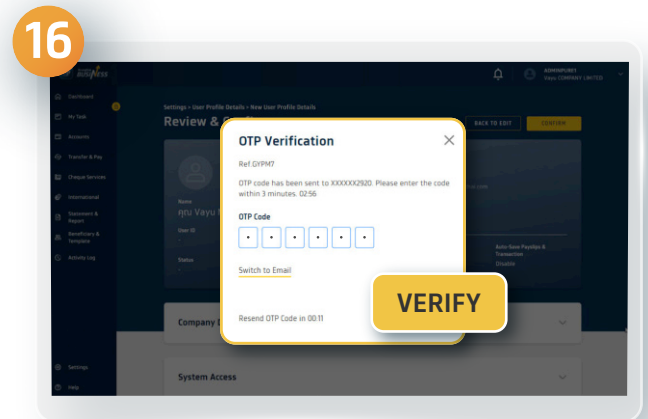 16
BUSINESS
ADMINPUNFI
Vayu COMPANY LIMITED
Dashboard
My Task
Accounts
Transfer & Pay
Cheque Services
International
Statement &
Report
Beneficiary &
Template
Activity Log
Settings
Help
Settings > User Profile Details > New User Profile Details
Review &
BACK TO EDIT
CONFIRM
Name
คุณ Vayu
User ID
-
Status
-
Auto-Save Payslips &
Transaction
Disable
OTP Verification
Ref.GYPM7
OTP code has been sent to XXXXXX2920. Please enter the code
within 3 minutes. 02:56
OTP Code
Switch to Email
VERIFY
Resend OTP Code in 00:11
Company
System Access